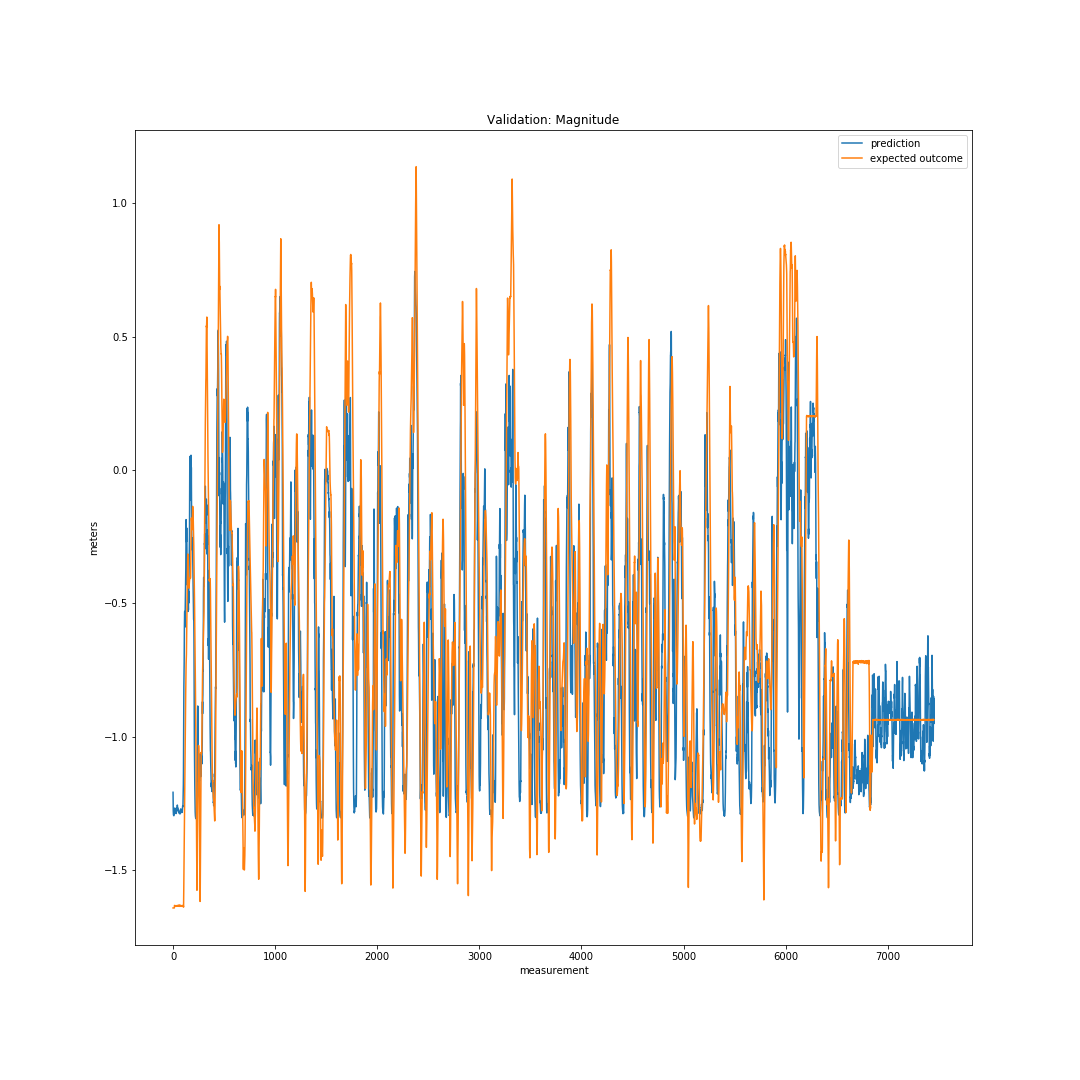 Validation: Magnitude
prediction
expected outcome
1.0
0.5
0.0
−0.5
−1.0
−1.5
meters
0 1000 2000 3000 4000 5000 6000 7000
measurement